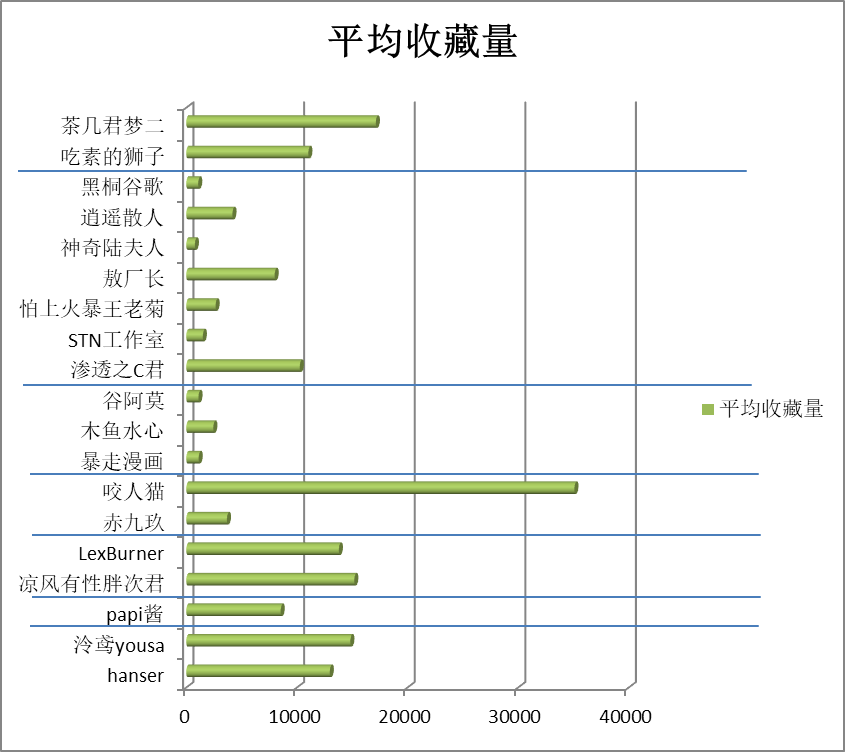 平均收藏量
茶几君梦二
吃素的狮子
黑桐谷歌
逍遥散人
神奇陆夫人
敖厂长
怕上火暴王老菊
STN工作室
渗透之C君
谷阿莫
木鱼水心
暴走漫画
咬人猫
赤九玖
LexBurner
凉风有性胖次君
papi酱
泠鸢yousa
hanser
0 10000 20000 30000 40000
平均收藏量